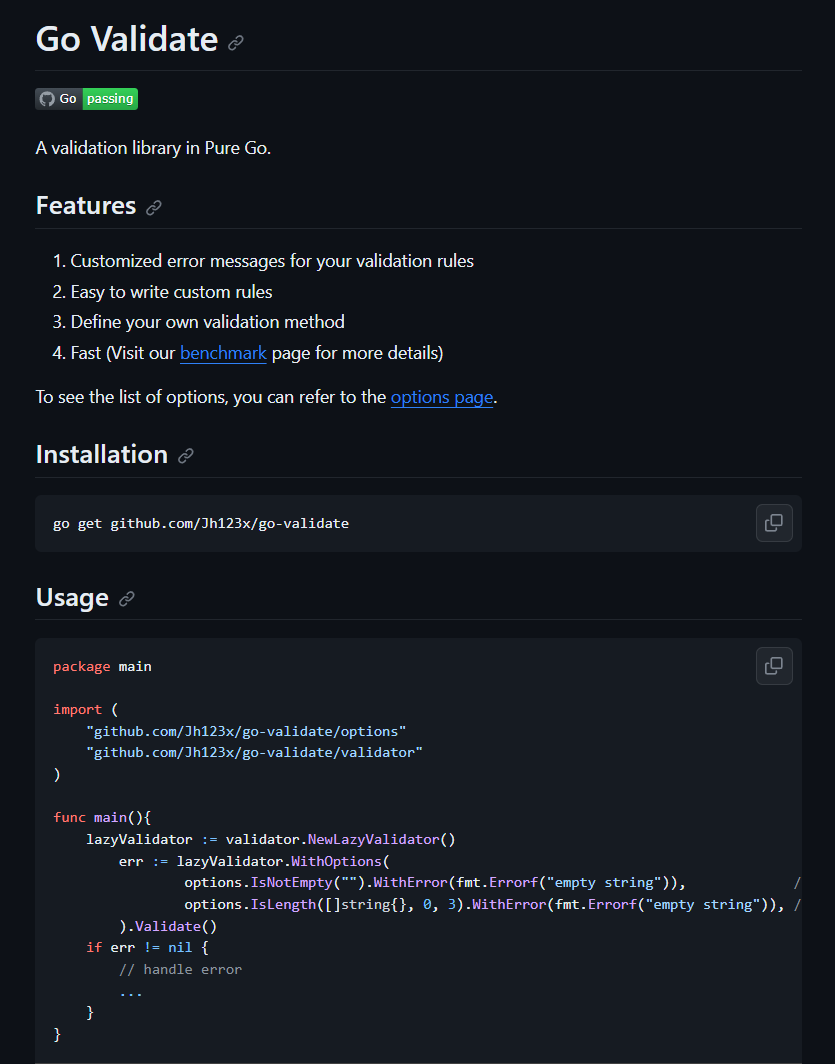 Go Validate
Go passing
A validation library in Pure Go.
Features
1. Customized error messages for your validation rules
2. Easy to write custom rules
3. Define your own validation method
4. Fast (Visit our benchmark page for more details)
To see the list of options, you can refer to the options page.
Installation
go get github.com/Jh123x/go-validate
Usage
package main

import (
    "github.com/Jh123x/go-validate/options"
    "github.com/Jh123x/go-validate/validator"
)

func main(){
    lazyValidator := validator.NewLazyValidator()
        err := lazyValidator.WithOptions(
                options.IsNotEmpty("").WithError(fmt.Errorf("empty string")),             /
                options.IsLength([]string{}, 0, 3).WithError(fmt.Errorf("empty string")), /
        ).Validate()
    if err != nil {
        // handle error
        ...
    }
}